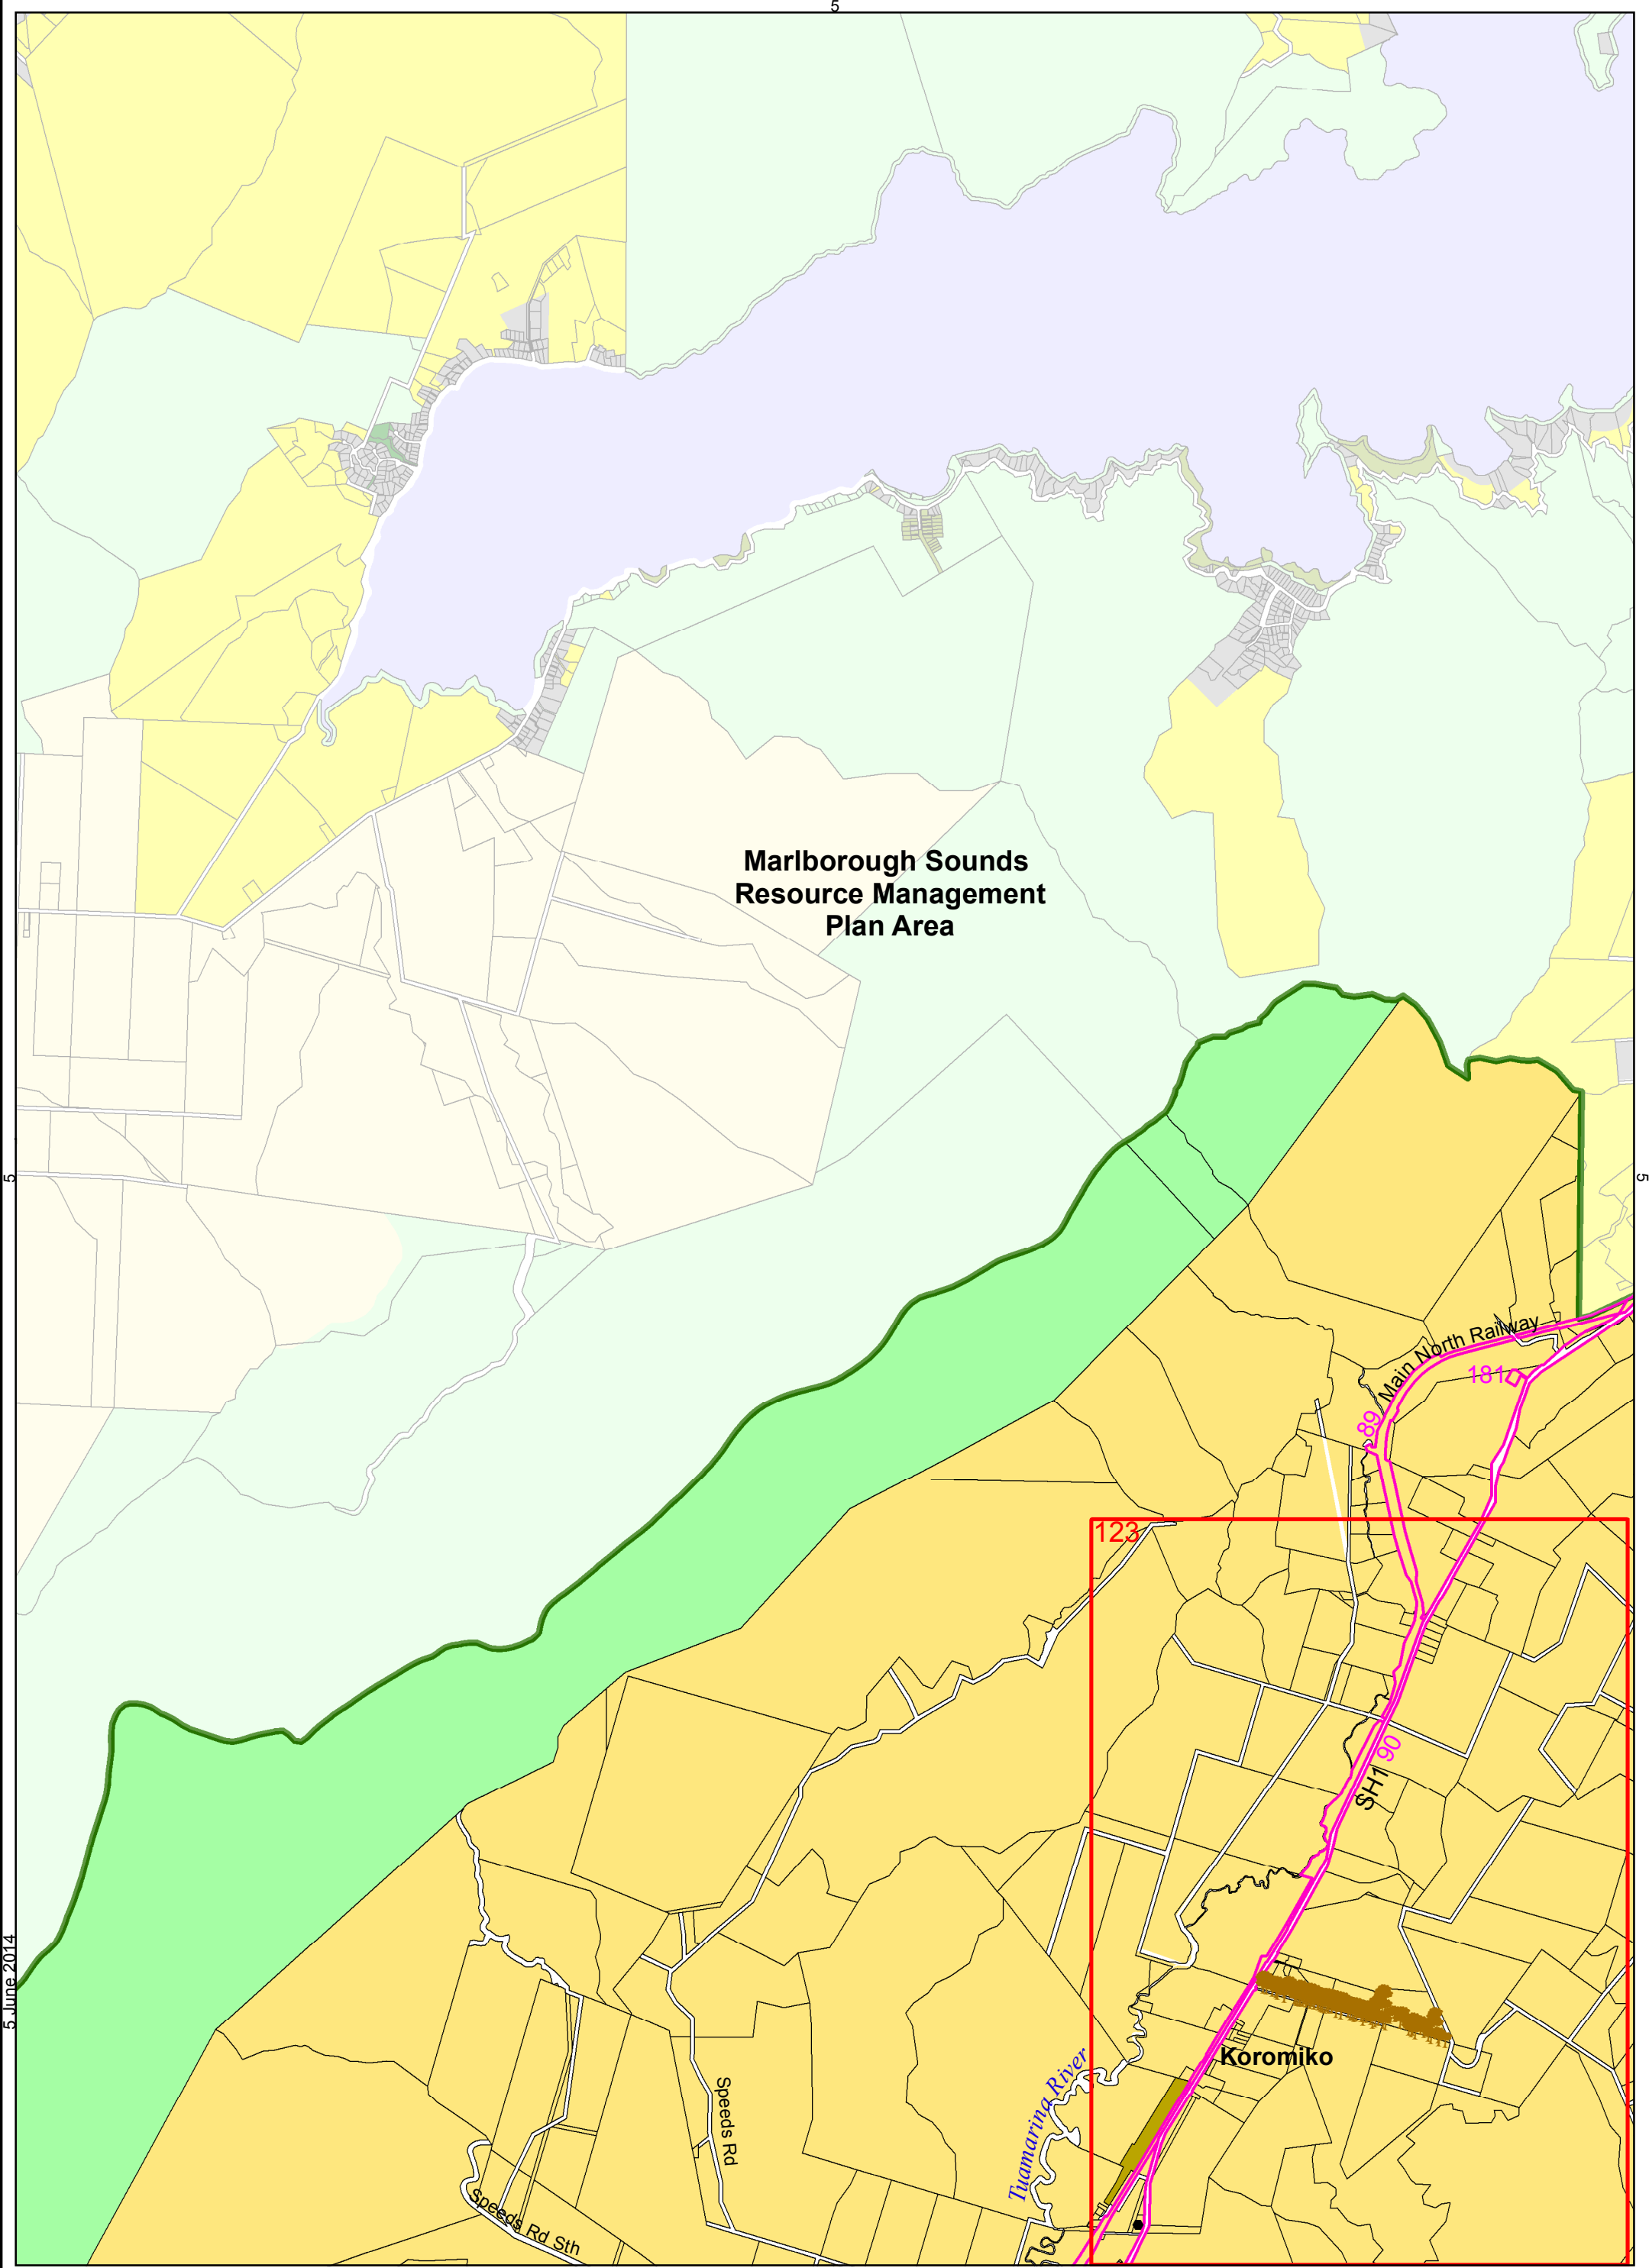 5
Marlborough Sounds
Resource Management
Plan Area
5
5
Main North Railway
181
89
123
90
SH1
5 June 2014
Koromiko
Tuamarina River
Speeds Rd
Speeds Rd Sth